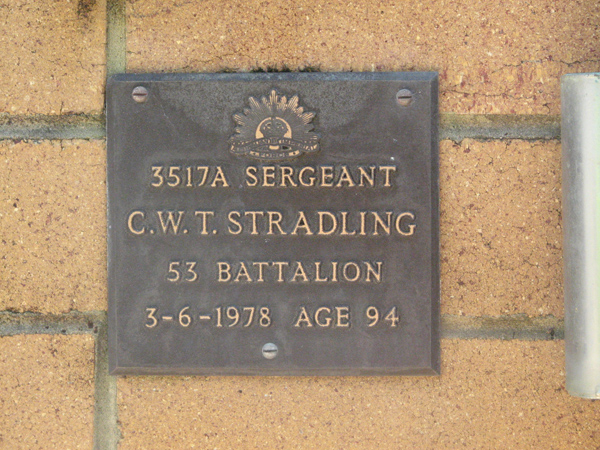 3517A SERGEANT
C.W.T. STRADLING
53 BATTALION
3-6-1978 AGE 94